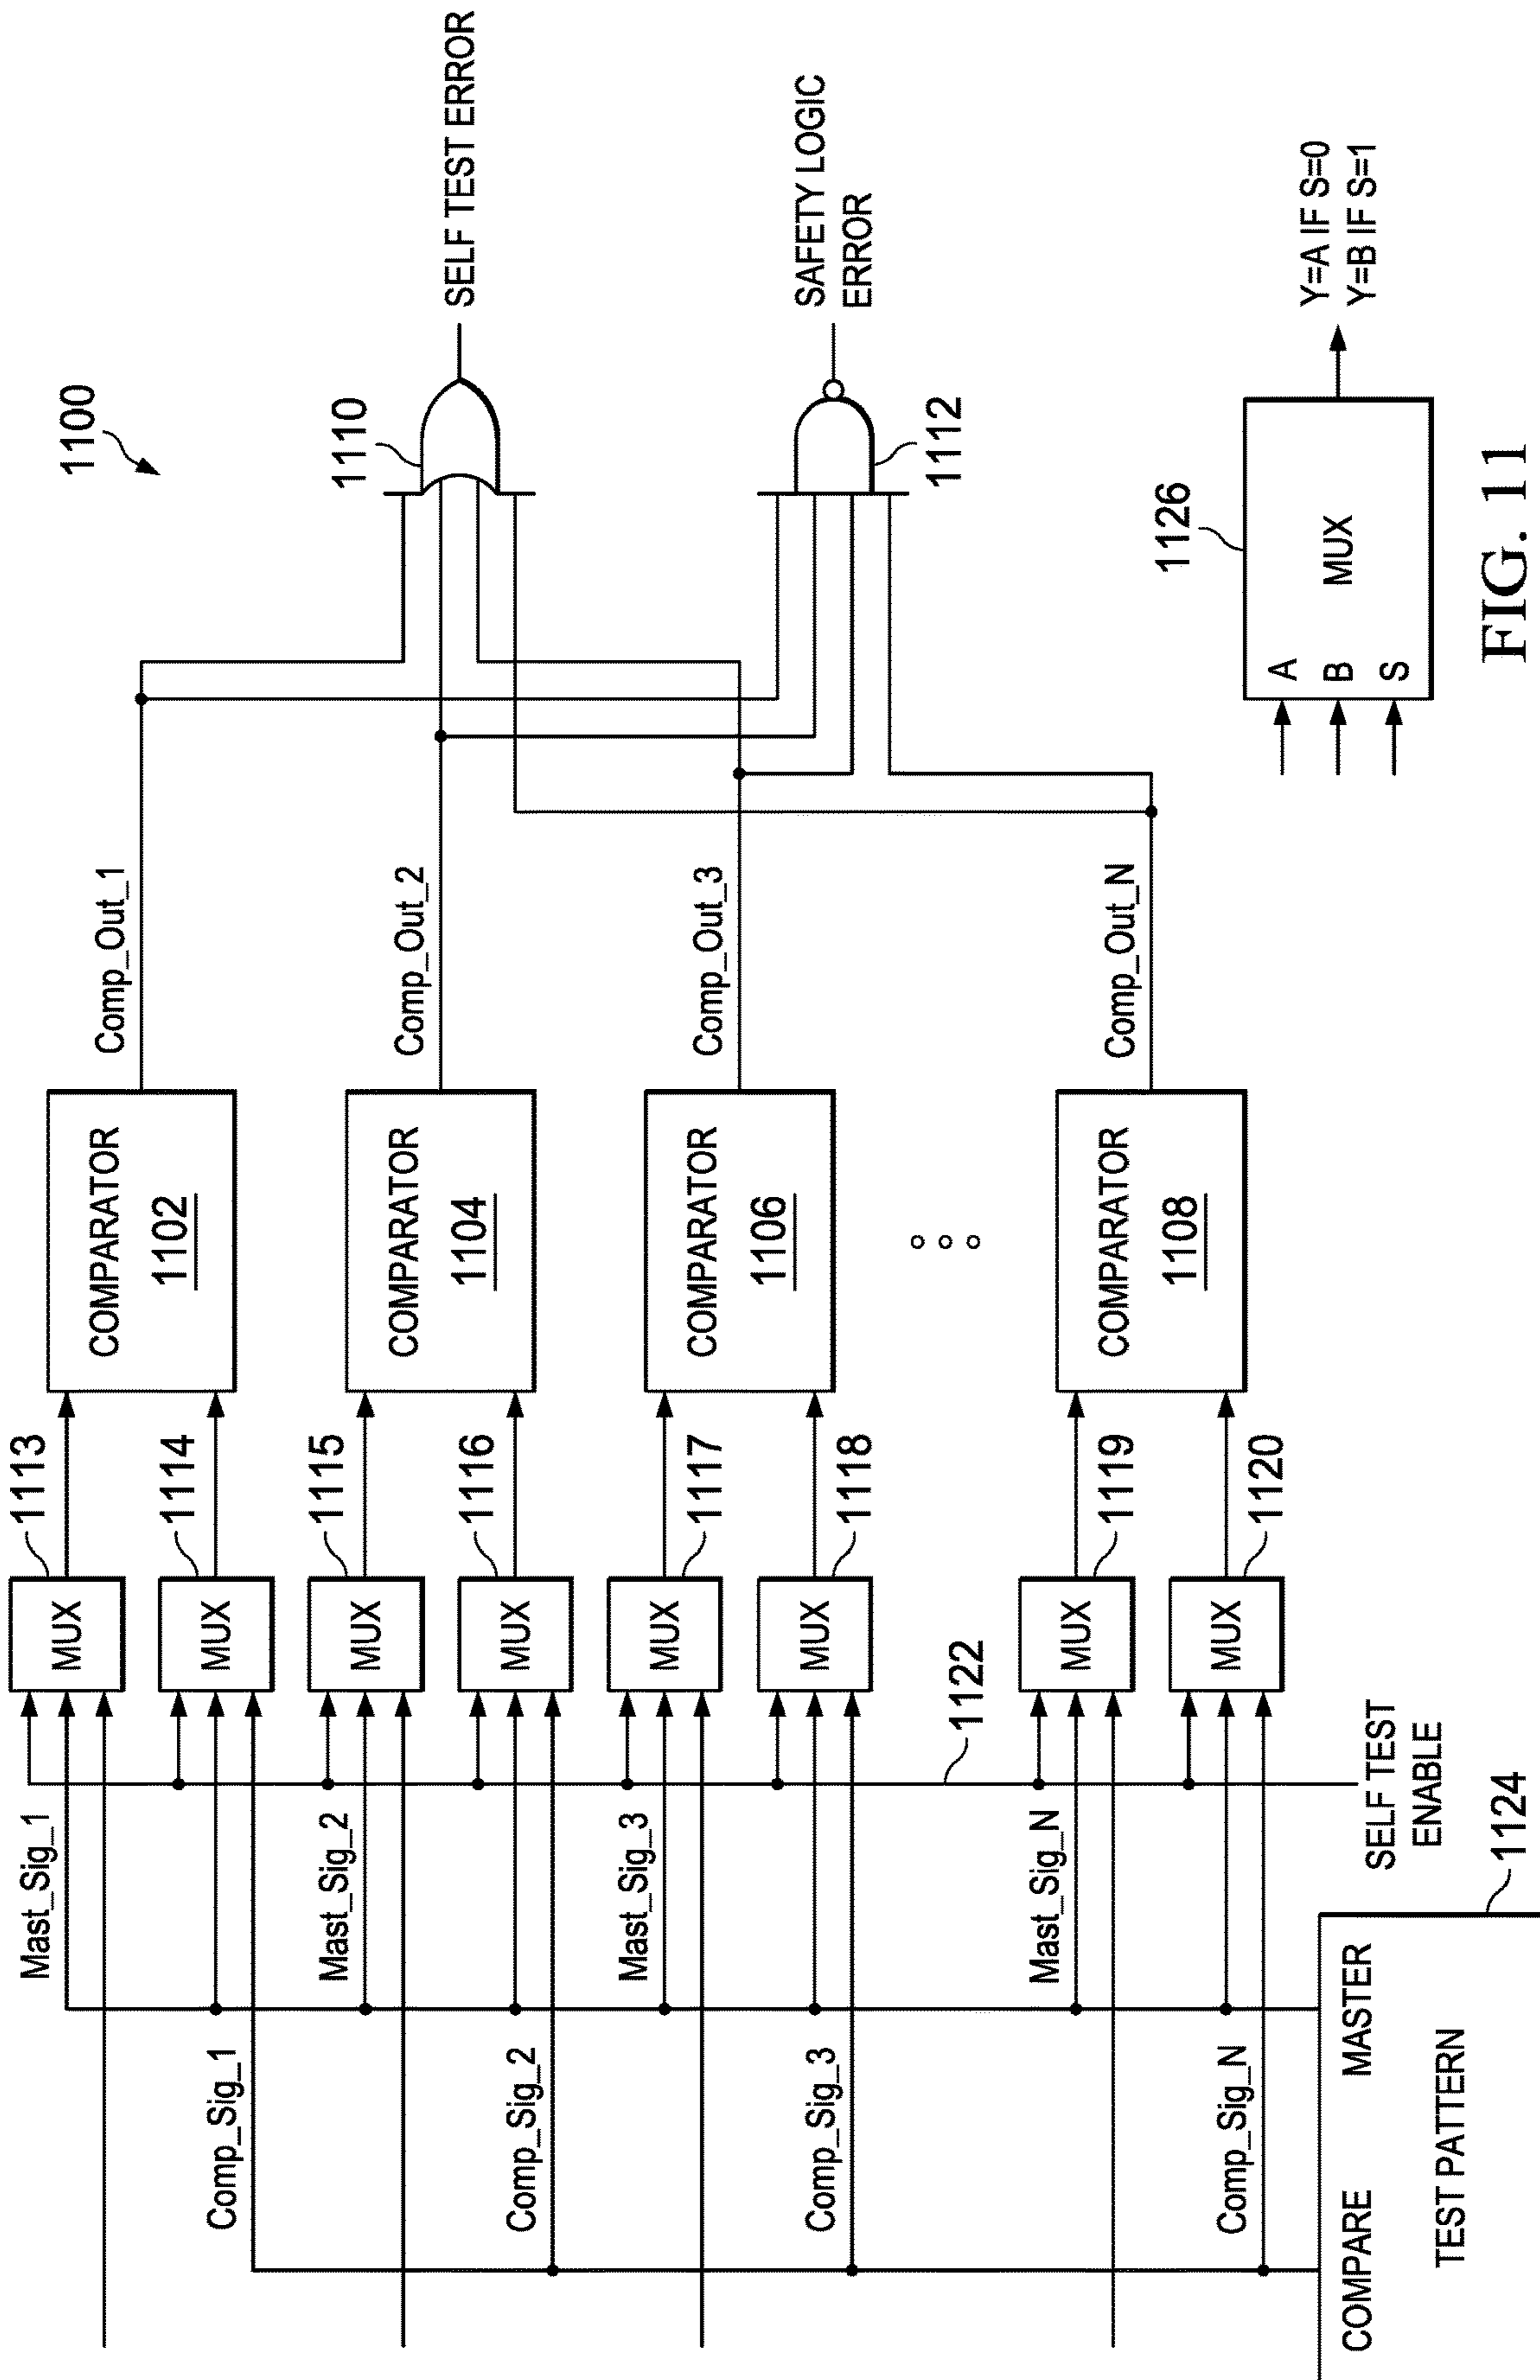 1100
SELF TEST ERROR
1110
SAFETY LOGIC
ERROR
1112
Comp_Out_1
Comp_Out_2
Comp_Out_3
Comp_Out_N
COMPARATOR
1102
COMPARATOR
1104
COMPARATOR
1106
COMPARATOR
1108
1113
MUX
1114
MUX
1115
MUX
1116
MUX
1117
MUX
1118
MUX
1119
MUX
1120
MUX
1122
SELF TEST
ENABLE
Mast_Sig_1
Comp_Sig_1
Mast_Sig_2
Comp_Sig_2
Mast_Sig_3
Comp_Sig_3
Mast_Sig_N
Comp_Sig_N
1124
COMPARE
MASTER
TEST PATTERN
1126
A
B
S
MUX
Y=A IF S=0
Y=B IF S=1
FIG. 11